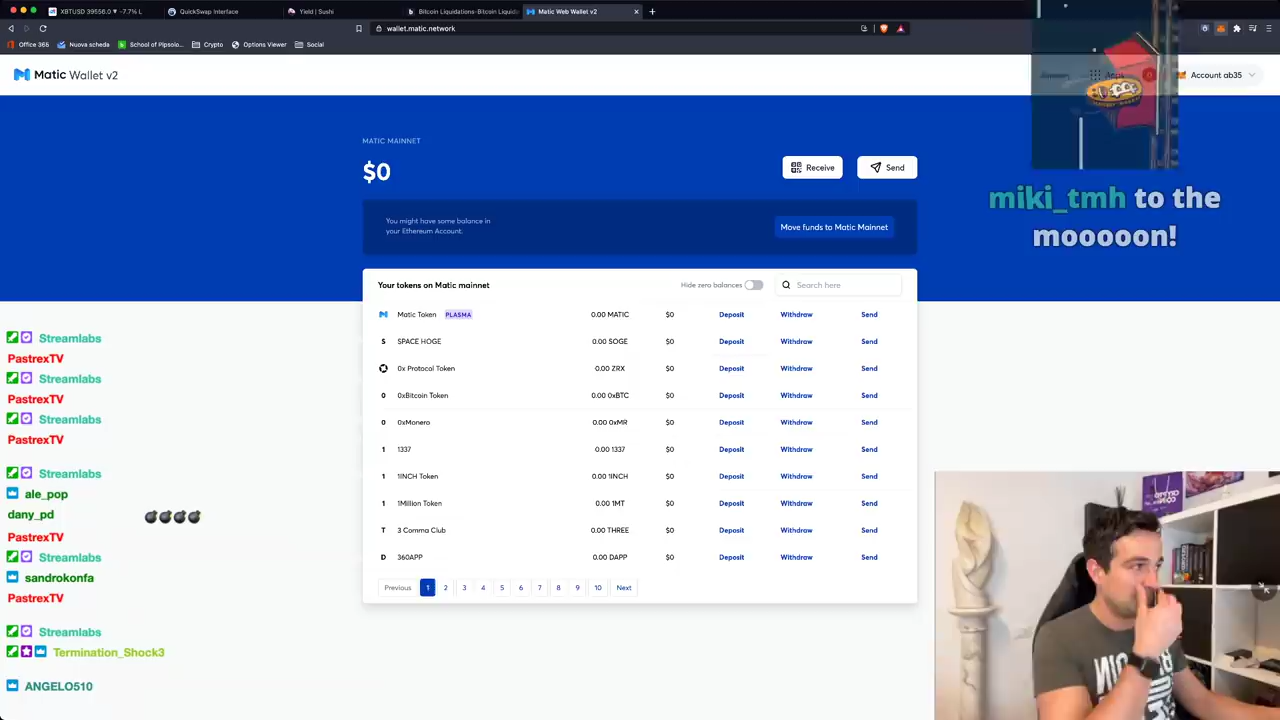 XBTUSD 39556.0 ▼ -7.7% L
QuickSwap Interface
Yield | Sushi
Bitcoin Liquidations-Bitcoin Liquida
Matic Web Wallet v2
wallet.matic.network
Office 365
Nuova scheda
School of Pipsolo...
Crypto
Options Viewer
Social
Matic Wallet v2
Account ab35
MATIC MAINNET
$0
Receive
Send
You might have some balance in
your Ethereum Account.
Move funds to Matic Mainnet
miki_tmh to the
mooooon!
Your tokens on Matic mainnet
Hide zero balances
Search here
Matic Token PLASMA 0.00 MATIC $0 Deposit Withdraw Send
S SPACE HOGE 0.00 SOGE $0 Deposit Withdraw Send
0x Protocol Token 0.00 ZRX $0 Deposit Withdraw Send
0 0xBitcoin Token 0.00 0xBTC $0 Deposit Withdraw Send
0 0xMonero 0.00 0xMR $0 Deposit Withdraw Send
1 1337 0.00 1337 $0 Deposit Withdraw Send
1 1INCH Token 0.00 1INCH $0 Deposit Withdraw Send
1 1Million Token 0.00 1MT $0 Deposit Withdraw Send
T 3 Comma Club 0.00 THREE $0 Deposit Withdraw Send
D 360APP 0.00 DAPP $0 Deposit Withdraw Send
Previous 1 2 3 4 5 6 7 8 9 10 Next
Streamlabs
PastrexTV
Streamlabs
PastrexTV
Streamlabs
PastrexTV
Streamlabs
ale_pop
dany_pd
PastrexTV
Streamlabs
sandrokonfa
PastrexTV
Streamlabs
Termination_Shock3
ANGELO510